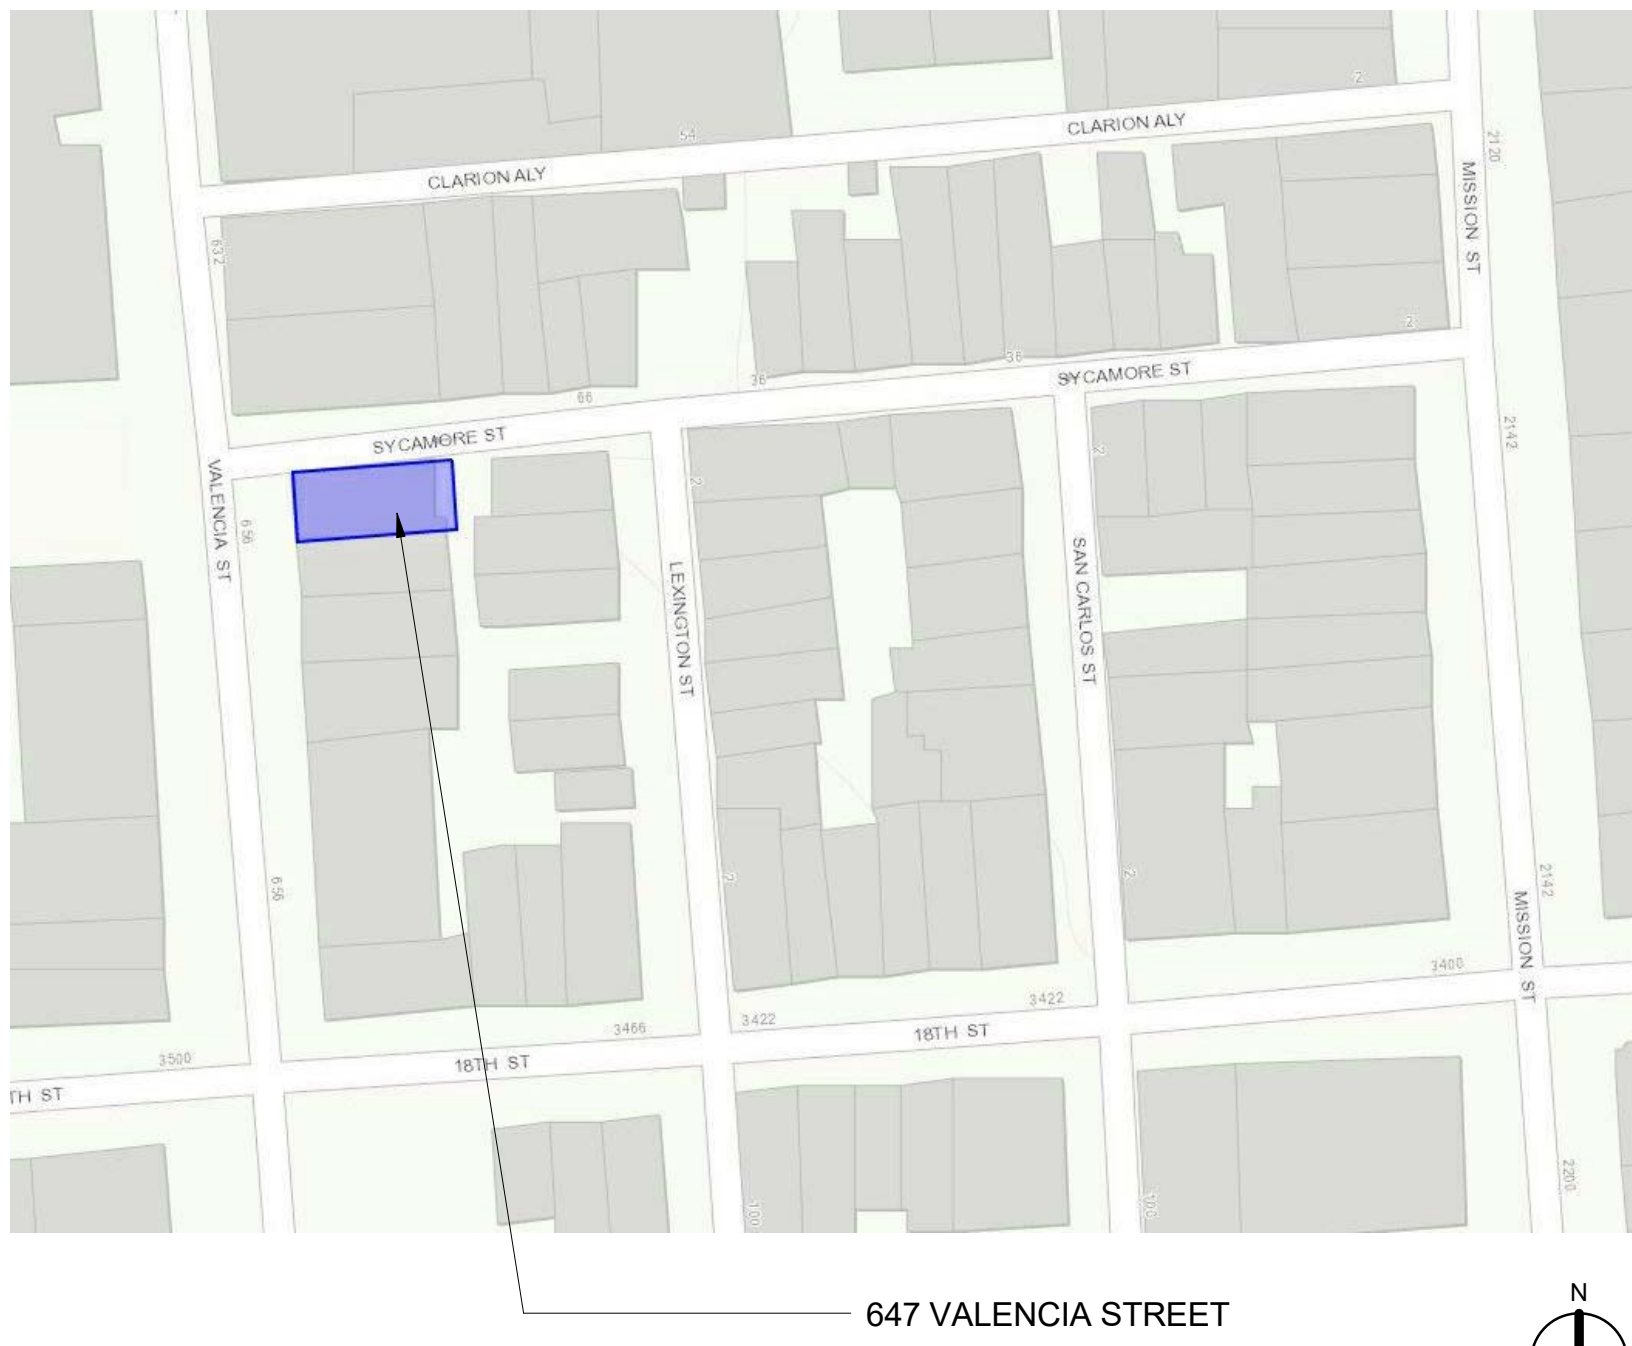 2
54
CLARION ALY
CLARION ALY
2120
MISSION ST
632
2
36
36
SYCAMORE ST
66
SYCAMORE ST
2142
2
2
VALENCIA ST
656
SAN CARLOS ST
LEXINGTON ST
656
2
2
2142
MISSION ST
3400
3422
3422
3466
18TH ST
18TH ST
3500
TH ST
2200
100
100
647 VALENCIA STREET
N